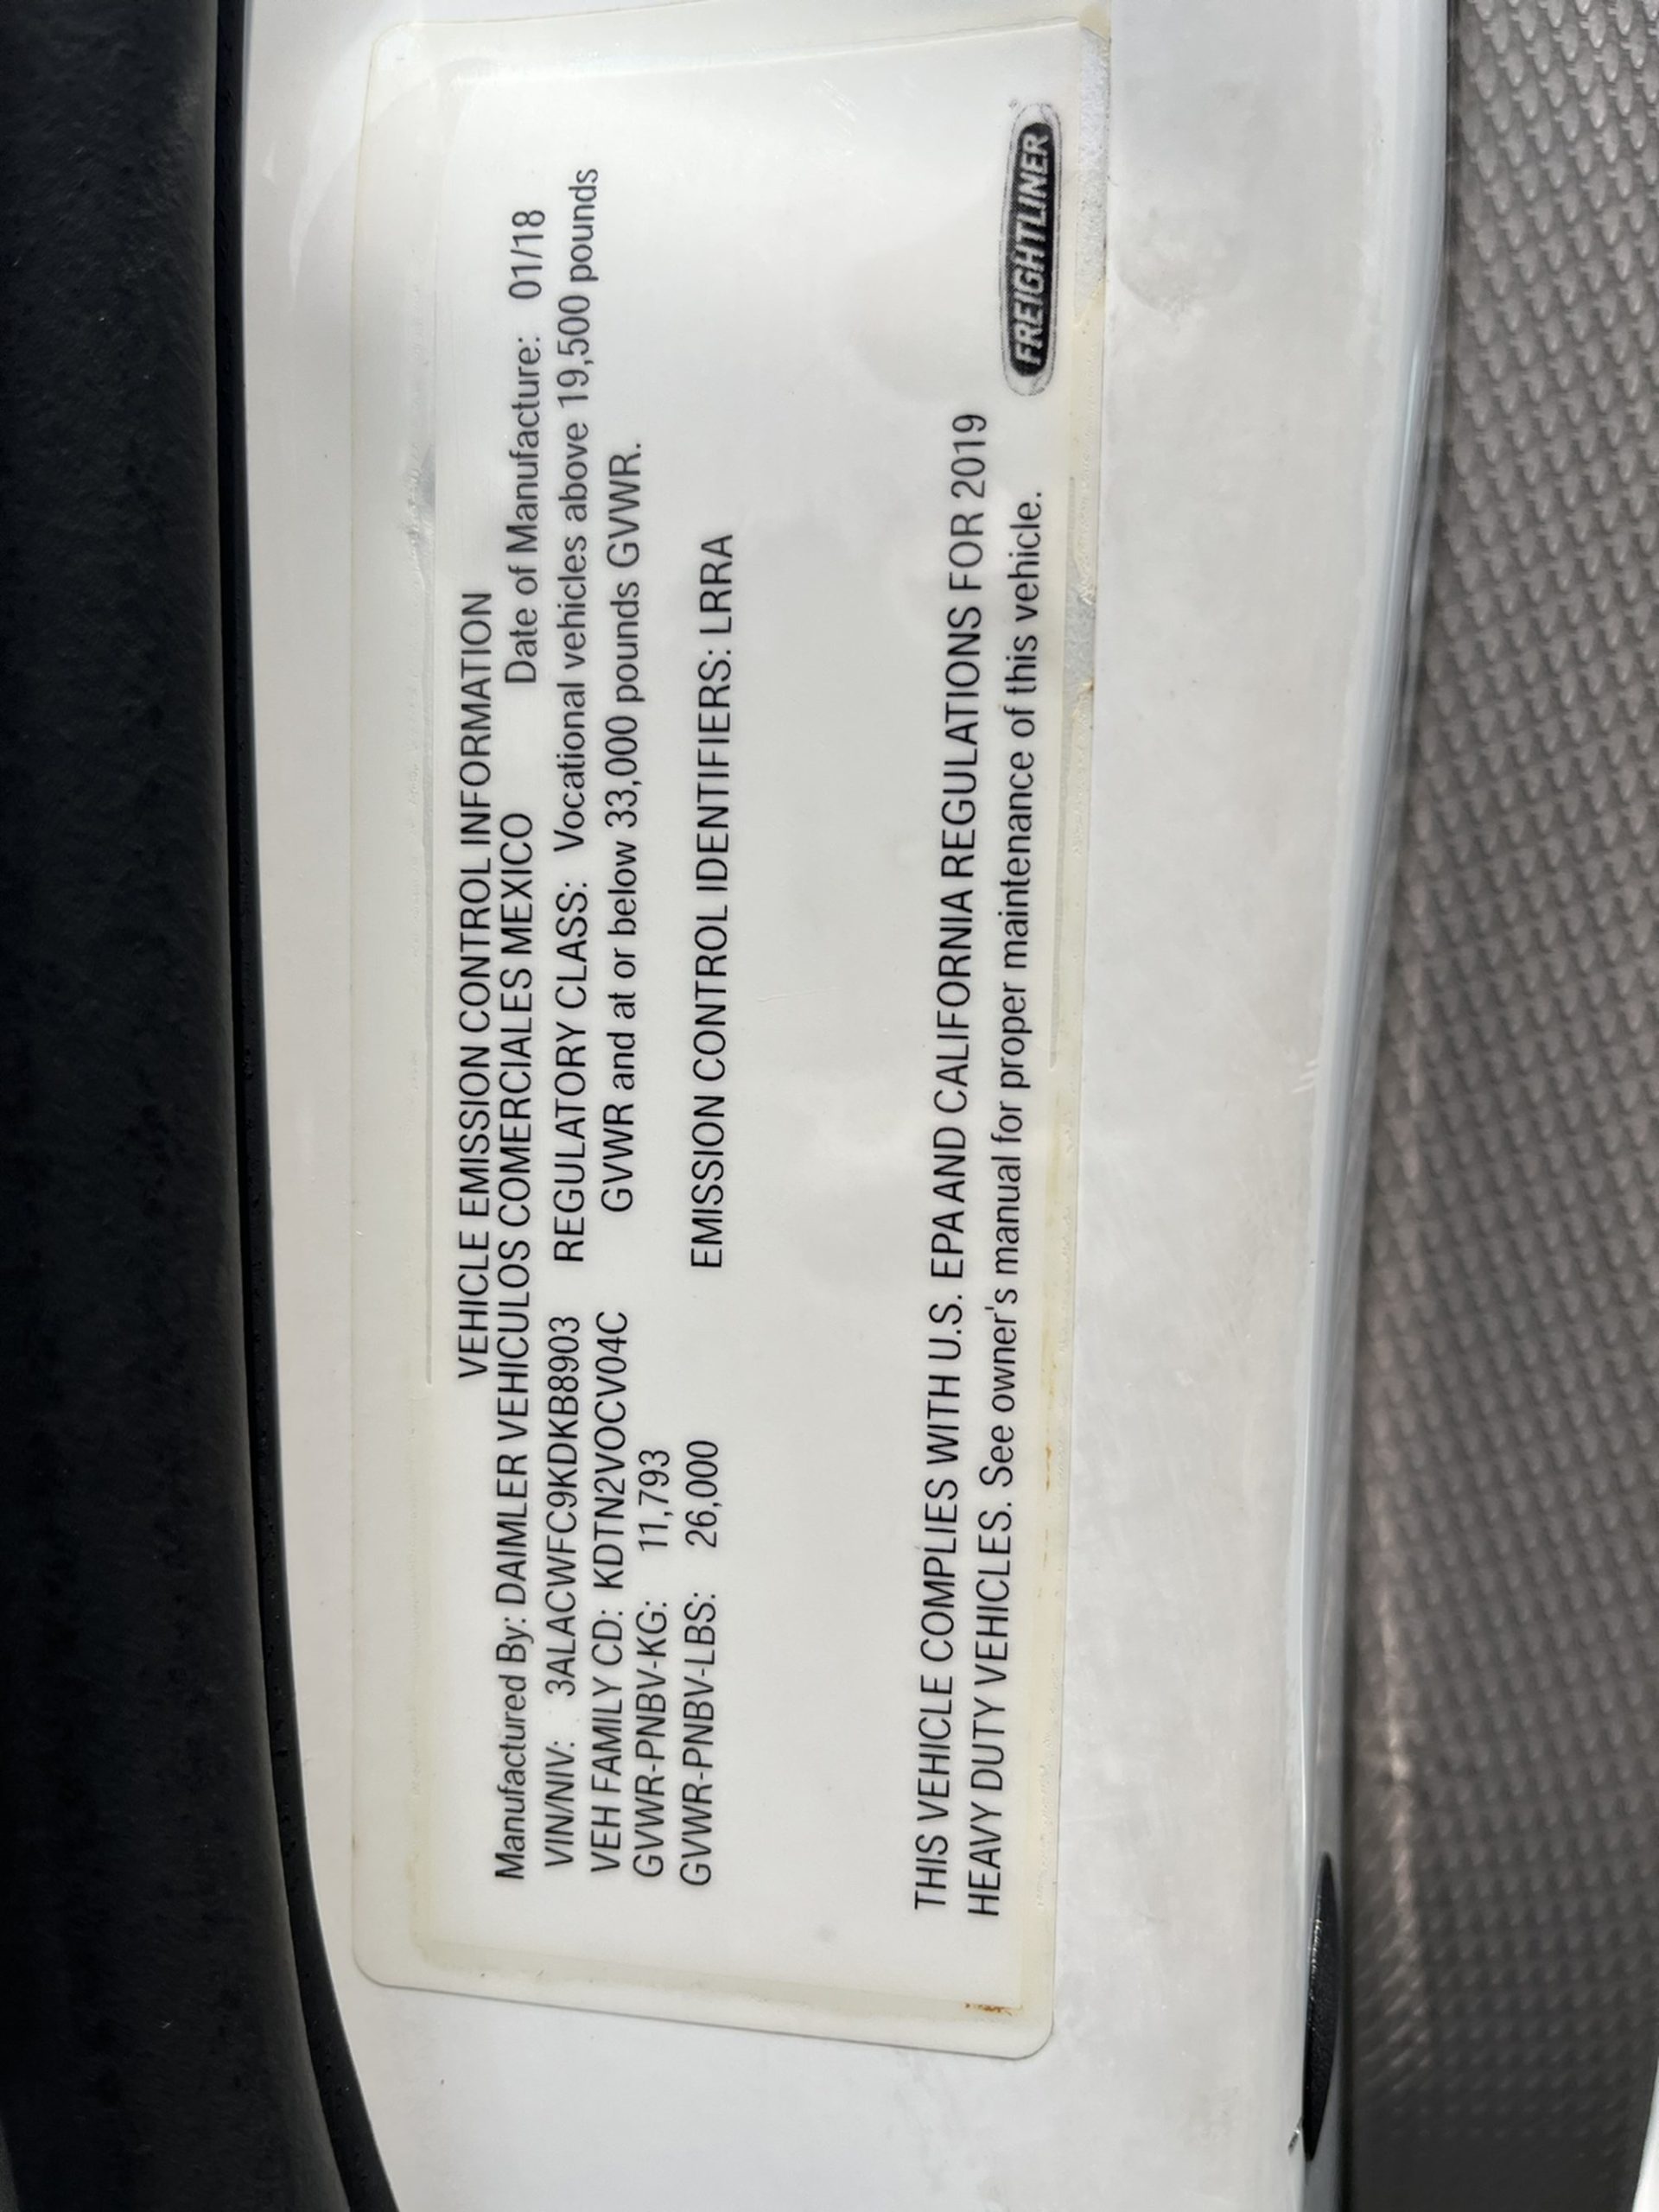 VEHICLE EMISSION CONTROL INFORMATION
Manufactured By: DAIMLER VEHICULOS COMERCIALES MEXICO Date of Manufacture: 01/18
VIN/NIV: 3ALACWFC9KDKB8903 REGULATORY CLASS: Vocational vehicles above 19,500 pounds
VEH FAMILY CD: KDTN2VOCV04C GVWR and at or below 33,000 pounds GVWR.
GVWR-PNBV-KG: 11,793
GVWR-PNBV-LBS: 26,000 EMISSION CONTROL IDENTIFIERS: LRRA
THIS VEHICLE COMPLIES WITH U.S. EPA AND CALIFORNIA REGULATIONS FOR 2019
HEAVY DUTY VEHICLES. See owner's manual for proper maintenance of this vehicle.
FREIGHTLINER